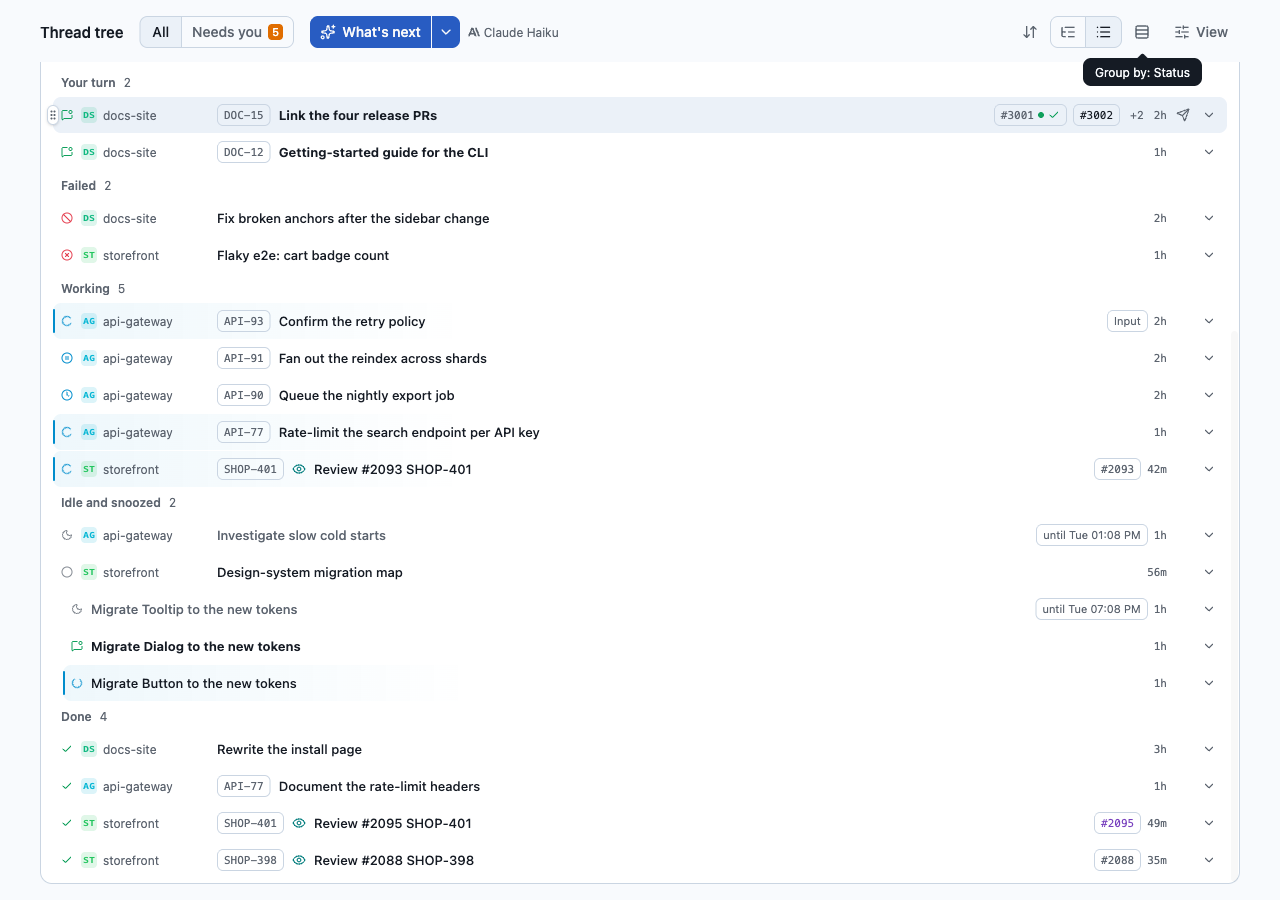 Thread tree All Needs you 5 What's next Claude Haiku View
Group by: Status
Your turn 2
DS docs-site DOC-15 Link the four release PRs #3001 #3002 +2 2h
DS docs-site DOC-12 Getting-started guide for the CLI 1h
Failed 2
DS docs-site Fix broken anchors after the sidebar change 2h
ST storefront Flaky e2e: cart badge count 1h
Working 5
AG api-gateway API-93 Confirm the retry policy Input 2h
AG api-gateway API-91 Fan out the reindex across shards 2h
AG api-gateway API-90 Queue the nightly export job 2h
AG api-gateway API-77 Rate-limit the search endpoint per API key 1h
ST storefront SHOP-401 Review #2093 SHOP-401 #2093 42m
Idle and snoozed 2
AG api-gateway Investigate slow cold starts until Tue 01:08 PM 1h
ST storefront Design-system migration map 56m
Migrate Tooltip to the new tokens until Tue 07:08 PM 1h
Migrate Dialog to the new tokens 1h
Migrate Button to the new tokens 1h
Done 4
DS docs-site Rewrite the install page 3h
AG api-gateway API-77 Document the rate-limit headers 1h
ST storefront SHOP-401 Review #2095 SHOP-401 #2095 49m
ST storefront SHOP-398 Review #2088 SHOP-398 #2088 35m